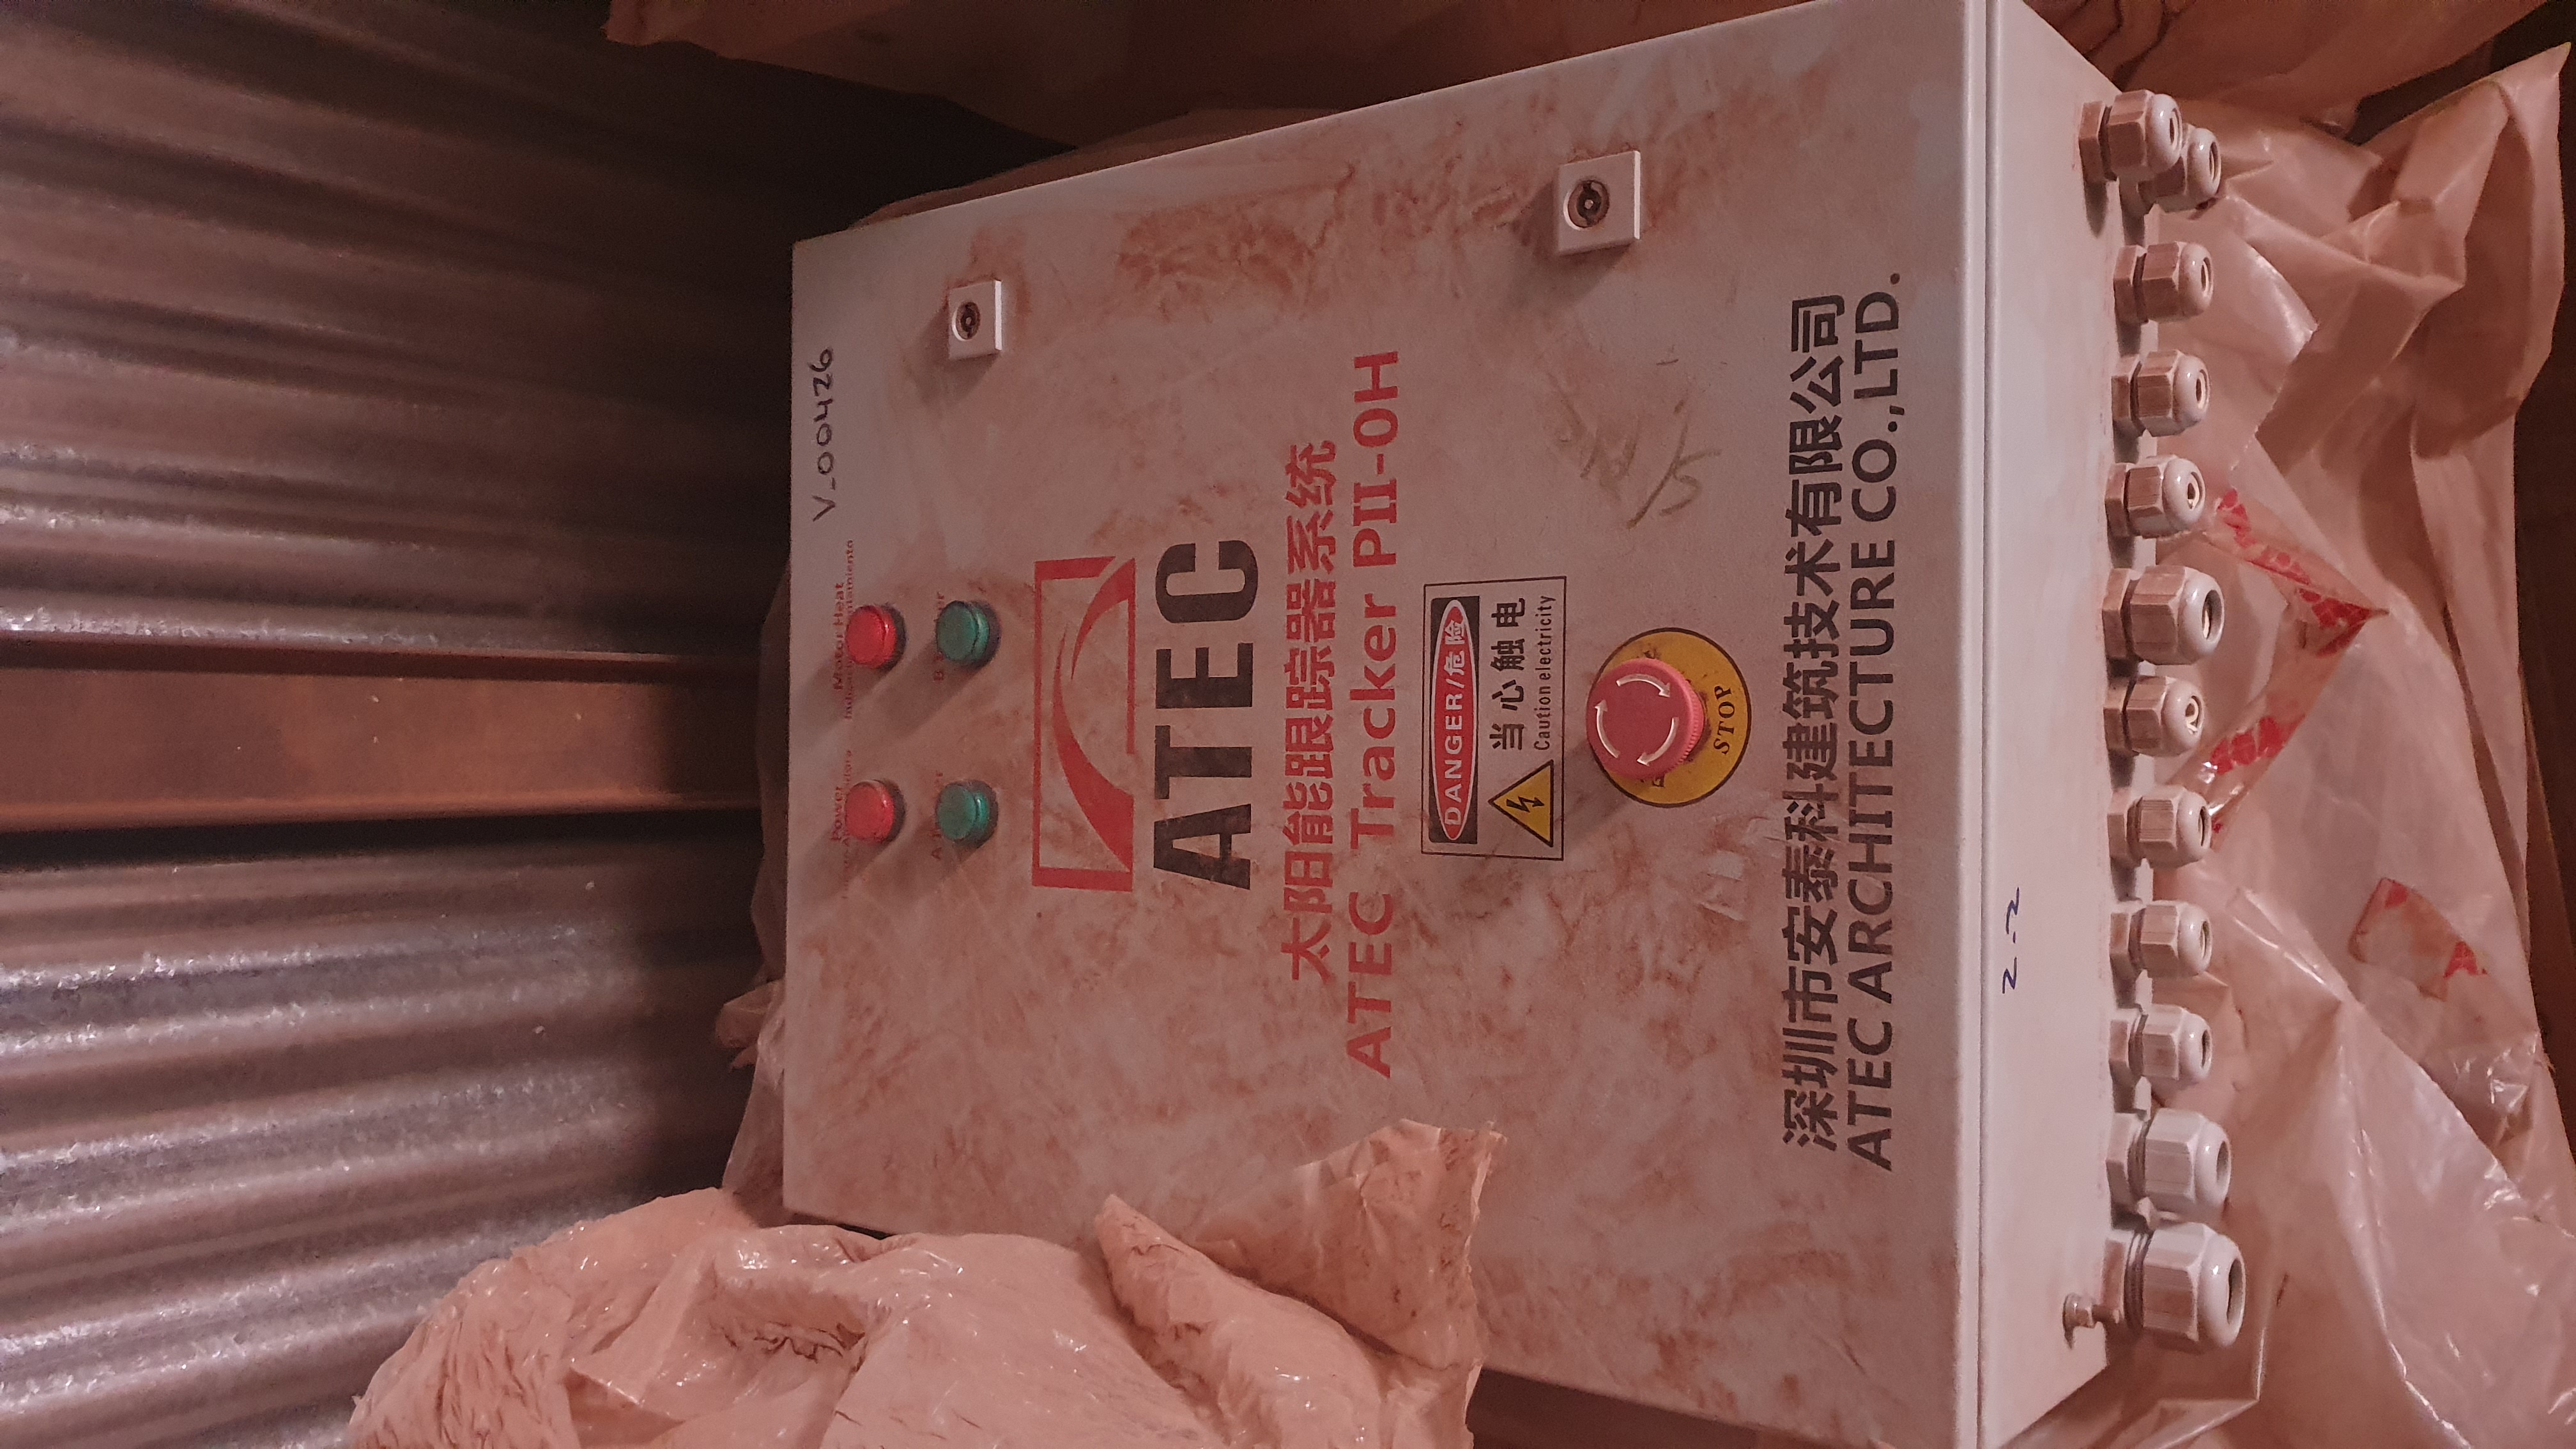 V-00426
Power
Motor Heat
ATEC
太阳能跟踪器系统
ATEC Tracker PII-0H
DANGER/危险
当心触电
Caution electricity
STOP
深圳市安泰科建筑技术有限公司
ATEC ARCHITECTURE CO.,LTD.
2-2